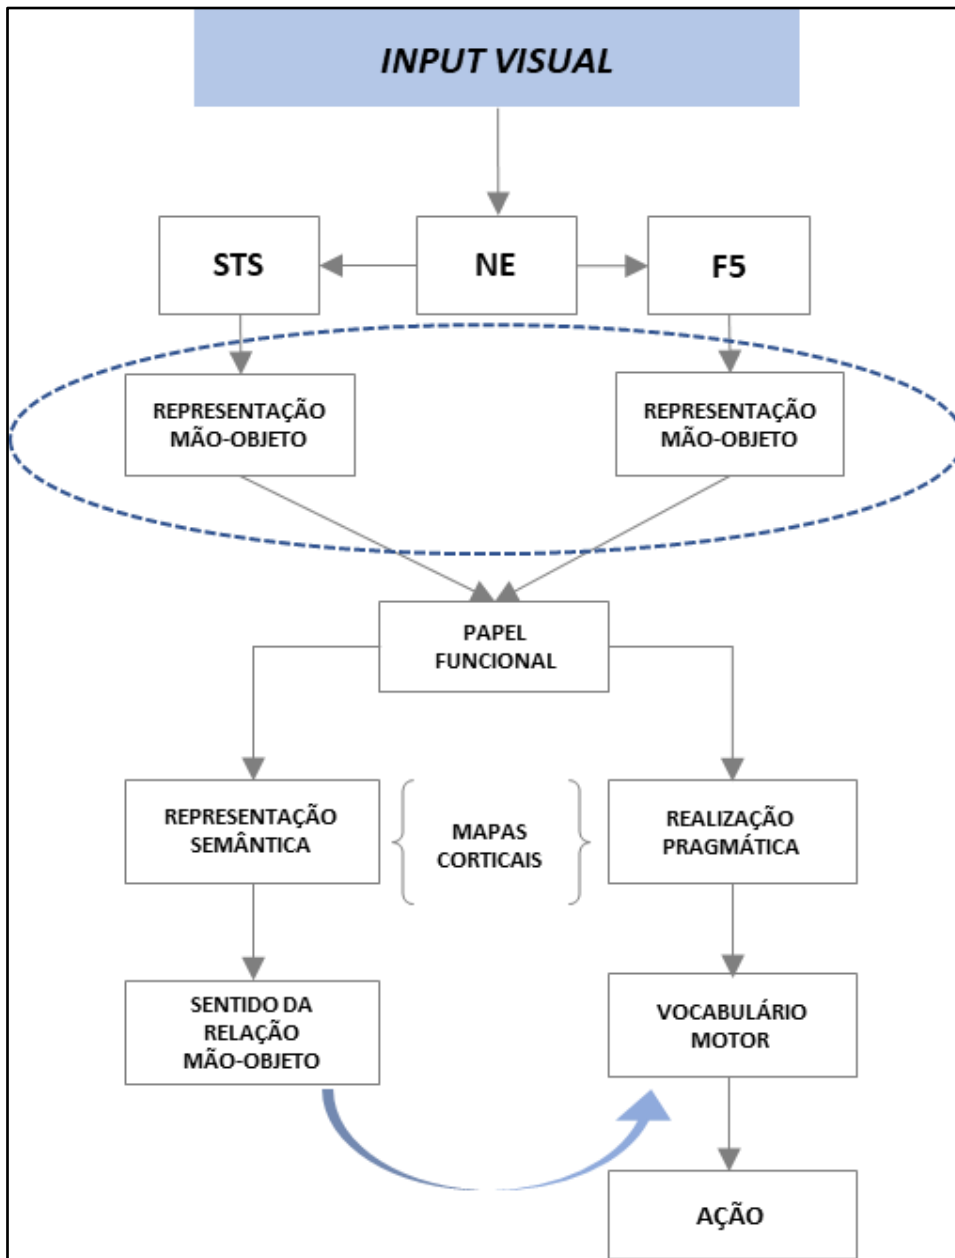 INPUT VISUAL
STS
NE
F5
REPRESENTAÇÃO
MÃO-OBJETO
REPRESENTAÇÃO
MÃO-OBJETO
PAPEL
FUNCIONAL
REPRESENTAÇÃO
SEMÂNTICA
MAPAS
CORTICAIS
REALIZAÇÃO
PRAGMÁTICA
SENTIDO DA
RELAÇÃO
MÃO-OBJETO
VOCABULÁRIO
MOTOR
AÇÃO